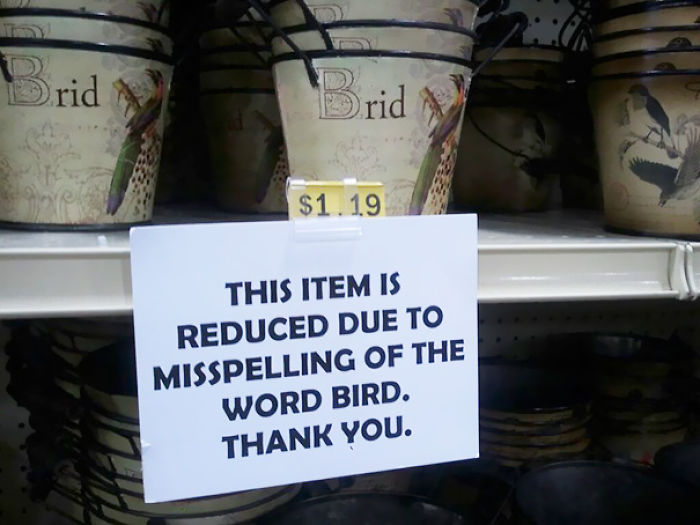 Brid
Brid
$1.19
THIS ITEM IS
REDUCED DUE TO
MISSPELLING OF THE
WORD BIRD.
THANK YOU.